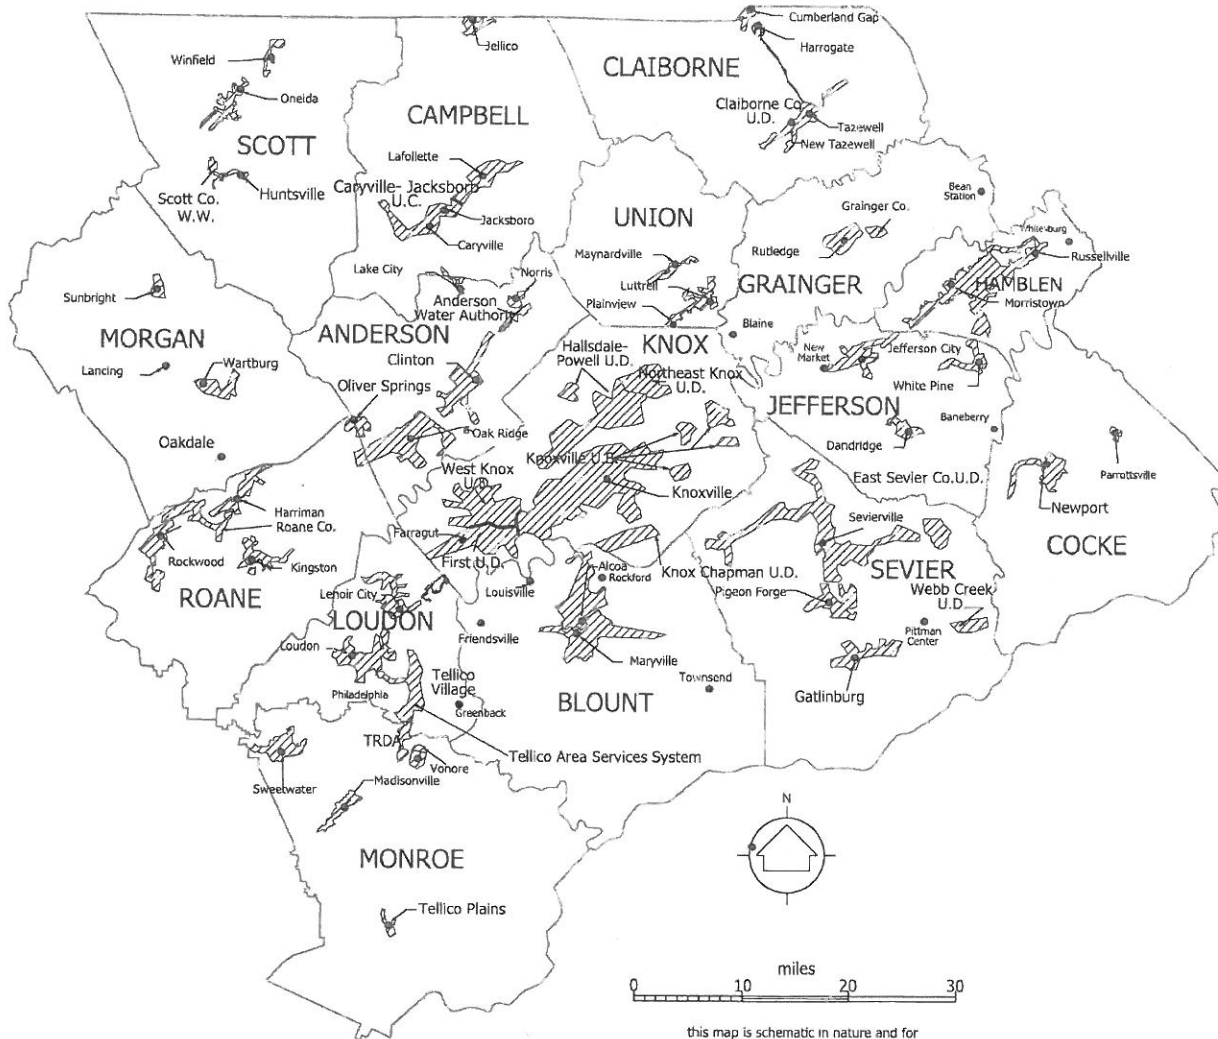 Cumberland Gap
Jellico
Harrogate
Winfield
CLAIBORNE
Oneida
CAMPBELL
Claiborne Co.
U.D.
Tazewell
SCOTT
New Tazewell
Lafollette
Caryville- Jacksboro
U.C.
Scott Co.
W.W.
Huntsville
Bean
Station
Grainger Co.
UNION
Jacksboro
Caryville
Whitesburg
Rutledge
Russellville
Maynardville
Lake City
Norris
Luttrell
GRAINGER
HAMBLEN
Sunbright
Anderson
Water Authority
Plainview
Morristown
MORGAN
ANDERSON
KNOX
Blaine
Hallsdale-
Powell U.D.
New
Market
Jefferson City
Clinton
Northeast Knox
U.D.
Lancing
Wartburg
Oliver Springs
White Pine
JEFFERSON
Baneberry
Oak Ridge
Dandridge
Oakdale
Knoxville U.D.
West Knox
U.D.
Parrottsville
East Sevier Co.U.D.
Knoxville
Newport
Harriman
Roane Co.
Sevierville
Farragut
COCKE
Rockwood
Kingston
First U.D.
Alcoa
Rockford
Knox Chapman U.D.
SEVIER
Louisville
Pigeon Forge
Webb Creek
U.D.
ROANE
Lenoir City
LOUDON
Friendsville
Pittman
Center
Loudon
Maryville
Townsend
Tellico
Village
Philadelphia
Gatlinburg
BLOUNT
Greenback
TRDA
Tellico Area Services System
Vonore
Sweetwater
Madisonville
N
MONROE
Tellico Plains
miles
0 10 20 30
this map is schematic in nature and for